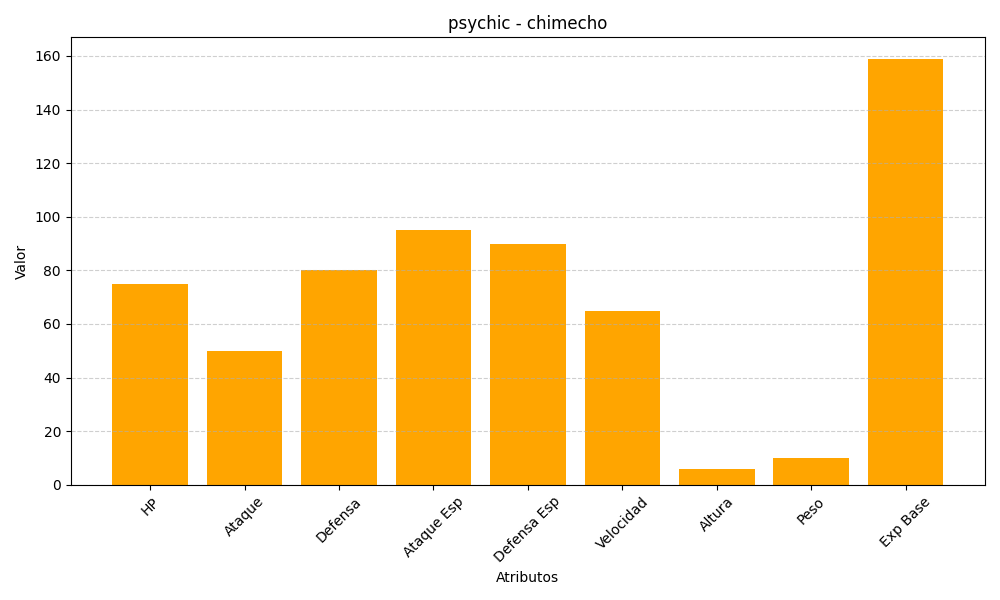 psychic - chimecho
Valor
160
140
120
100
80
60
40
20
0
HP
Ataque
Defensa
Ataque Esp
Defensa Esp
Velocidad
Altura
Peso
Exp Base
Atributos